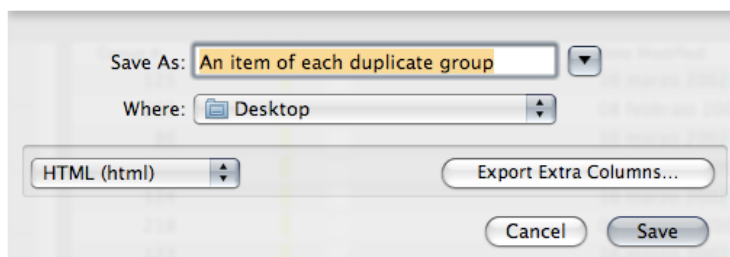 Save As: An item of each duplicate group
Where: Desktop
HTML (html) Export Extra Columns...
Cancel Save